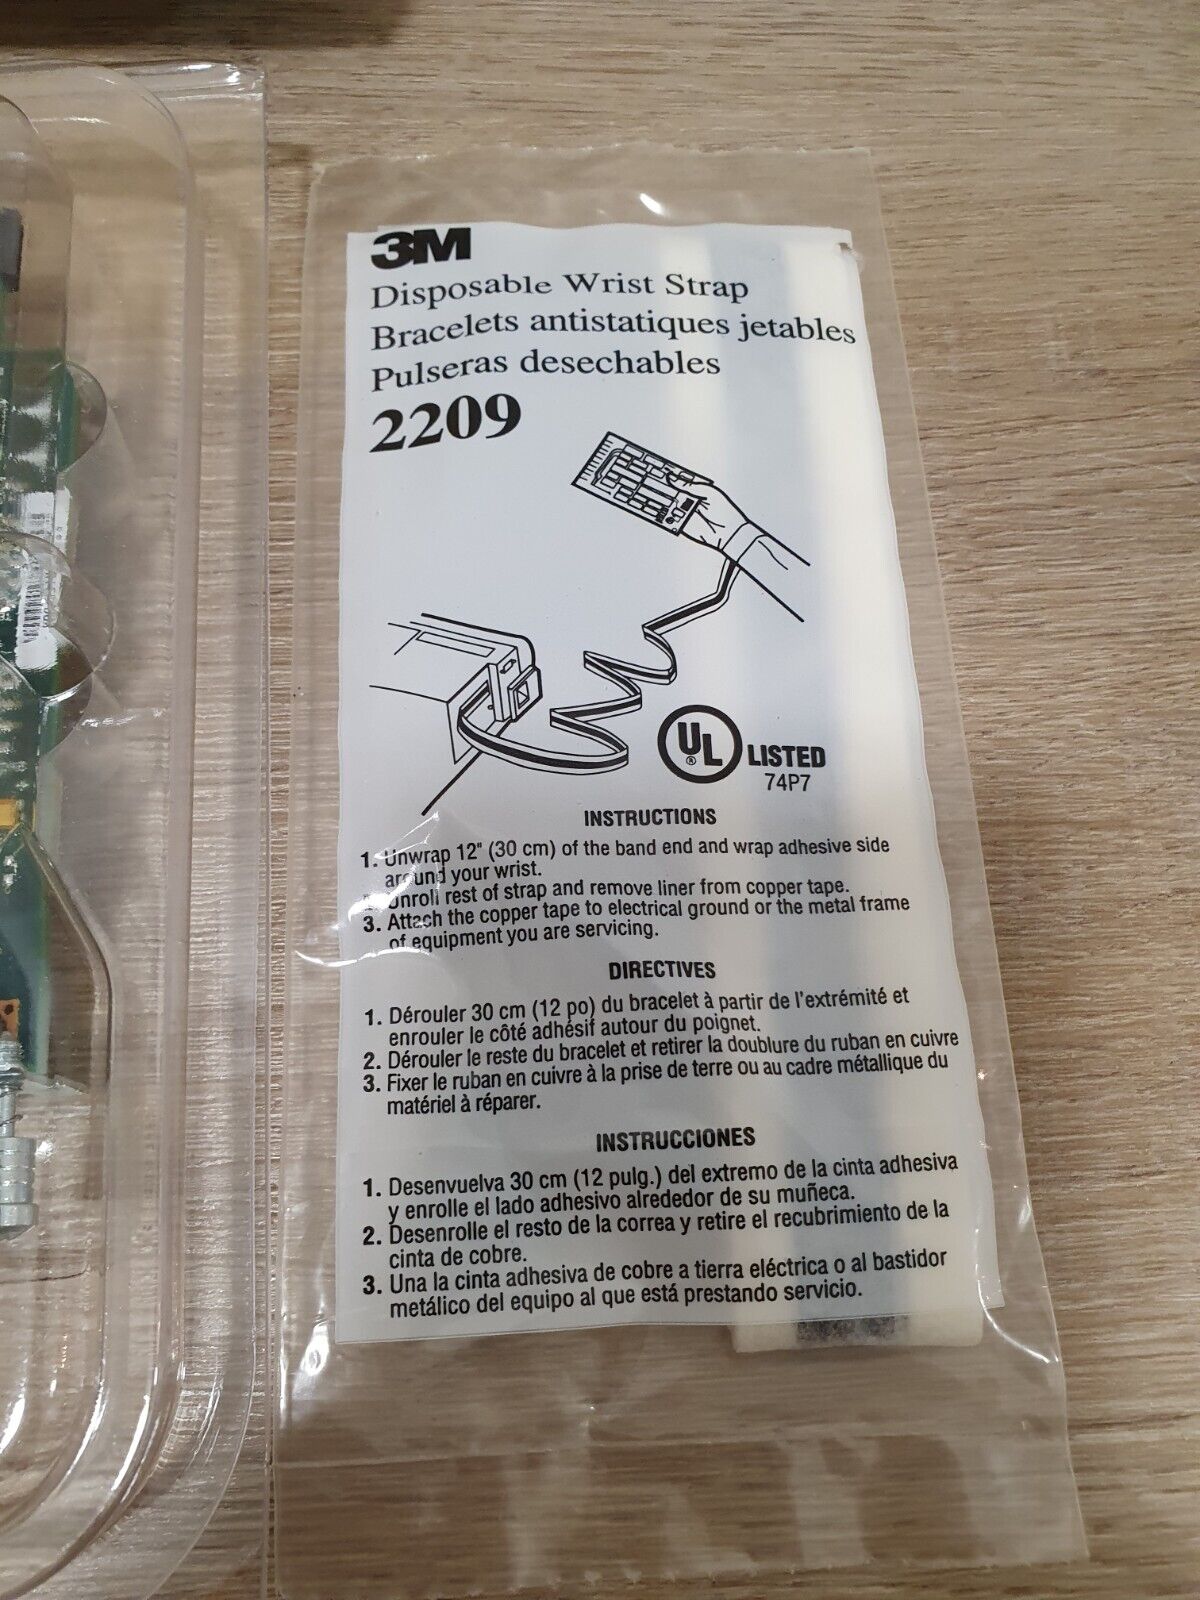 3M
Disposable Wrist Strap
Bracelets antistatiques jetables
Pulseras desechables
2209
UL
®
LISTED
74P7
INSTRUCTIONS
1. Unwrap 12" (30 cm) of the band end and wrap adhesive side
around your wrist.
Unroll rest of strap and remove liner from copper tape.
3. Attach the copper tape to electrical ground or the metal frame
of equipment you are servicing.
DIRECTIVES
1. Dérouler 30 cm (12 po) du bracelet à partir de l'extrémité et
enrouler le côté adhésif autour du poignet.
2. Dérouler le reste du bracelet et retirer la doublure du ruban en cuivre
3. Fixer le ruban en cuivre à la prise de terre ou au cadre métallique du
matériel à réparer.
INSTRUCCIONES
1. Desenvuelva 30 cm (12 pulg.) del extremo de la cinta adhesiva
y enrolle el lado adhesivo alrededor de su muñeca.
2. Desenrolle el resto de la correa y retire el recubrimiento de la
cinta de cobre.
3. Una la cinta adhesiva de cobre a tierra eléctrica o al bastidor
metálico del equipo al que está prestando servicio.